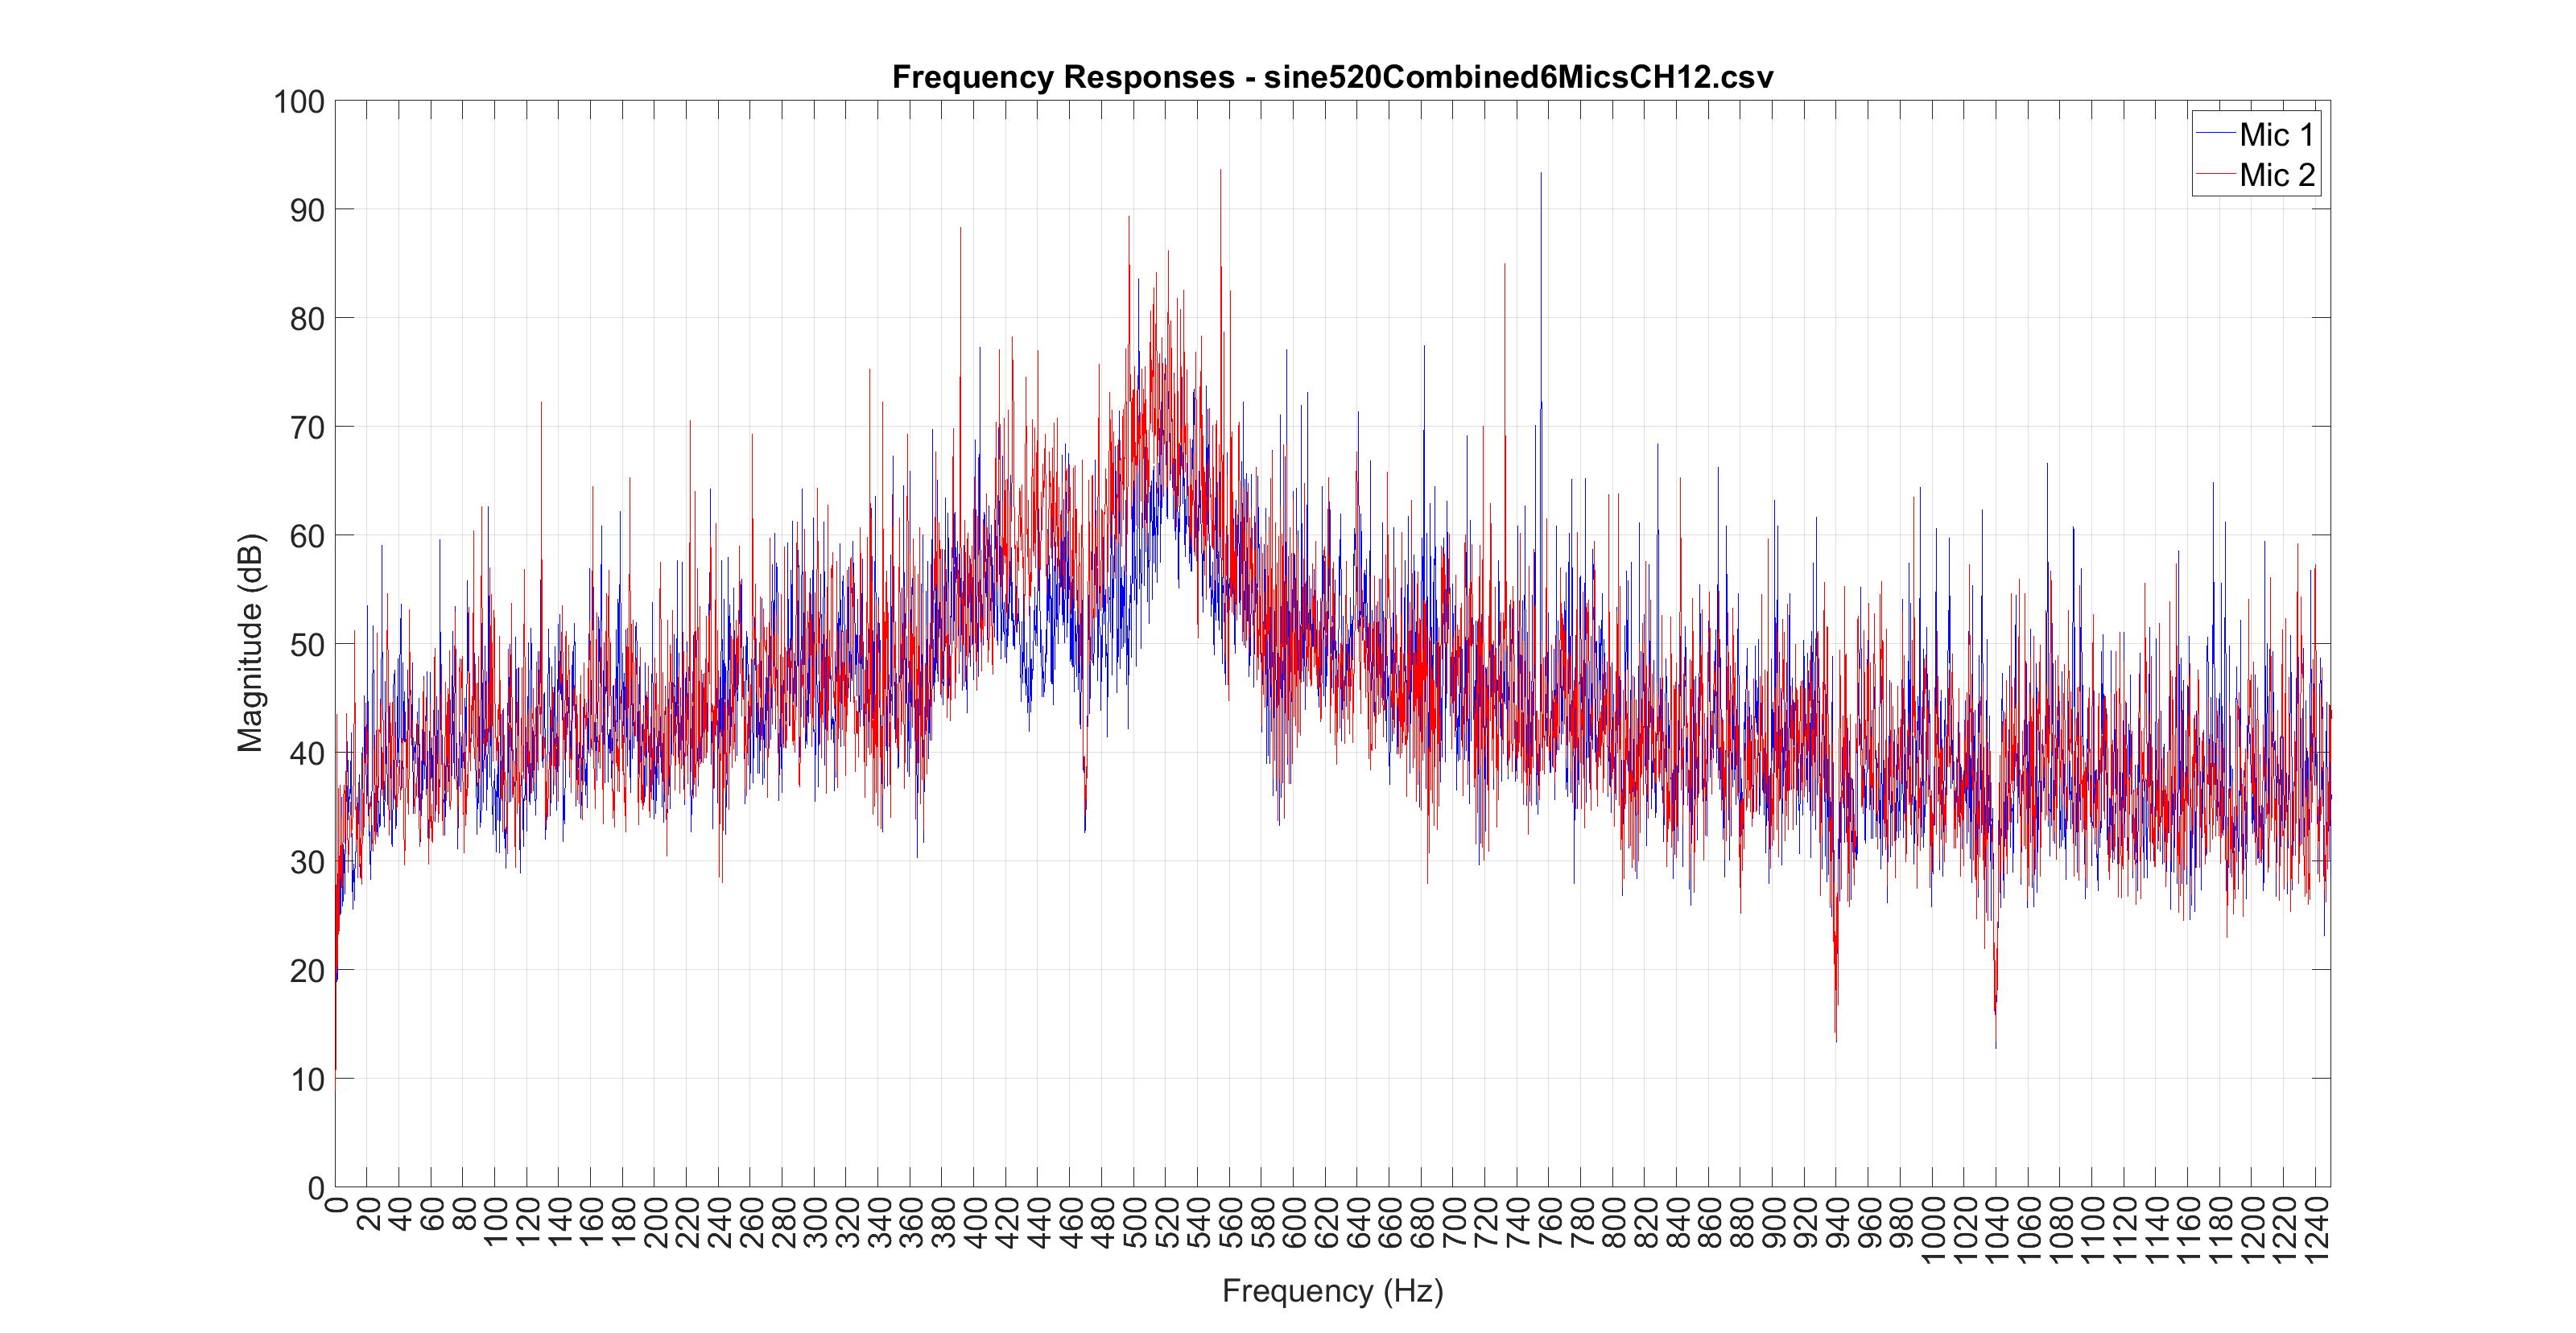 Frequency Responses - sine520Combined6MicsCH12.csv
Mic 1
Mic 2
Magnitude (dB)
100
90
80
70
60
50
40
30
20
10
0
0 20 40 60 80 100 120 140 160 180 200 220 240 260 280 300 320 340 360 380 400 420 440 460 480 500 520 540 560 580 600 620 640 660 680 700 720 740 760 780 800 820 840 860 880 900 920 940 960 980 1000 1020 1040 1060 1080 1100 1120 1140 1160 1180 1200 1220 1240
Frequency (Hz)